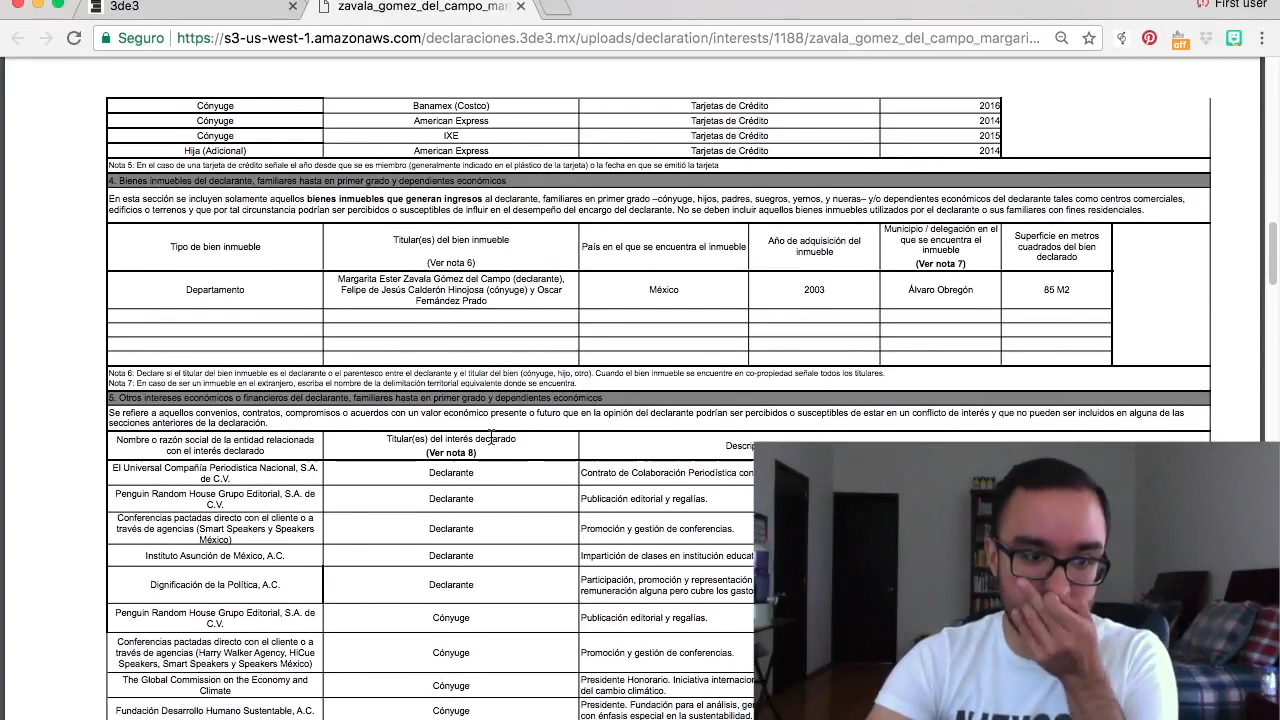 3de3
zavala_gomez_del_campo_mar
First user
Seguro
https://s3-us-west-1.amazonaws.com/declaraciones.3de3.mx/uploads/declaration/interests/1188/zavala_gomez_del_campo_margari...
off
Cónyuge Banamex (Costco) Tarjetas de Crédito 2016
Cónyuge American Express Tarjetas de Crédito 2014
Cónyuge IXE Tarjetas de Crédito 2015
Hija (Adicional) American Express Tarjetas de Crédito 2014
Nota 5: En el caso de una tarjeta de crédito señale el año desde que se es miembro (generalmente indicado en el plástico de la tarjeta) o la fecha en que se emitió la tarjeta
4. Bienes inmuebles del declarante, familiares hasta en primer grado y dependientes económicos
En esta sección se incluyen solamente aquellos bienes inmuebles que generan ingresos al declarante, familiares en primer grado –cónyuge, hijos, padres, suegros, yernos, y nueras– y/o dependientes económicos del declarante tales como centros comerciales,
edificios o terrenos y que por tal circunstancia podrían ser percibidos o susceptibles de influir en el desempeño del encargo del declarante. No se deben incluir aquellos bienes inmuebles utilizados por el declarante o sus familiares con fines residenciales.
Tipo de bien inmueble
Titular(es) del bien inmueble
(Ver nota 6)
País en el que se encuentra el inmueble
Año de adquisición del
inmueble
Municipio / delegación en el
que se encuentra el
inmueble
(Ver nota 7)
Superficie en metros
cuadrados del bien
declarado
Departamento
Margarita Ester Zavala Gómez del Campo (declarante),
Felipe de Jesús Calderón Hinojosa (cónyuge) y Oscar
Fernández Prado
México
2003
Álvaro Obregón
85 M2
Nota 6: Declare si el titular del bien inmueble es el declarante o el parentesco entre el declarante y el titular del bien (cónyuge, hijo, otro). Cuando el bien inmueble se encuentre en co-propiedad señale todos los titulares.
Nota 7: En caso de ser un inmueble en el extranjero, escriba el nombre de la delimitación territorial equivalente donde se encuentra.
5. Otros intereses económicos o financieros del declarante, familiares hasta en primer grado y dependientes económicos
Se refiere a aquellos convenios, contratos, compromisos o acuerdos con un valor económico presente o futuro que en la opinión del declarante podrían ser percibidos o susceptibles de estar en un conflicto de interés y que no pueden ser incluidos en alguna de las
secciones anteriores de la declaración.
Nombre o razón social de la entidad relacionada
con el interés declarado
Titular(es) del interés declarado
(Ver nota 8)
Descrip
El Universal Compañía Periodistica Nacional, S.A.
de C.V.
Declarante
Contrato de Colaboración Periodística con
Penguin Random House Grupo Editorial, S.A. de
C.V.
Declarante
Publicación editorial y regalías.
Conferencias pactadas directo con el cliente o a
través de agencias (Smart Speakers y Speakers
México)
Declarante
Promoción y gestión de conferencias.
Instituto Asunción de México, A.C.
Declarante
Impartición de clases en institución educat
Dignificación de la Política, A.C.
Declarante
Participación, promoción y representación
remuneración alguna pero cubre los gasto
Penguin Random House Grupo Editorial, S.A. de
C.V.
Cónyuge
Publicación editorial y regalías.
Conferencias pactadas directo con el cliente o a
través de agencias (Harry Walker Agency, HiCue
Speakers, Smart Speakers y Speakers México)
Cónyuge
Promoción y gestión de conferencias.
The Global Commission on the Economy and
Climate
Cónyuge
Presidente Honorario. Iniciativa internacion
del cambio climático.
Fundación Desarrollo Humano Sustentable, A.C.
Cónyuge
Presidente. Fundación para el análisis, gen
con énfasis especial en la sustentabilidad.